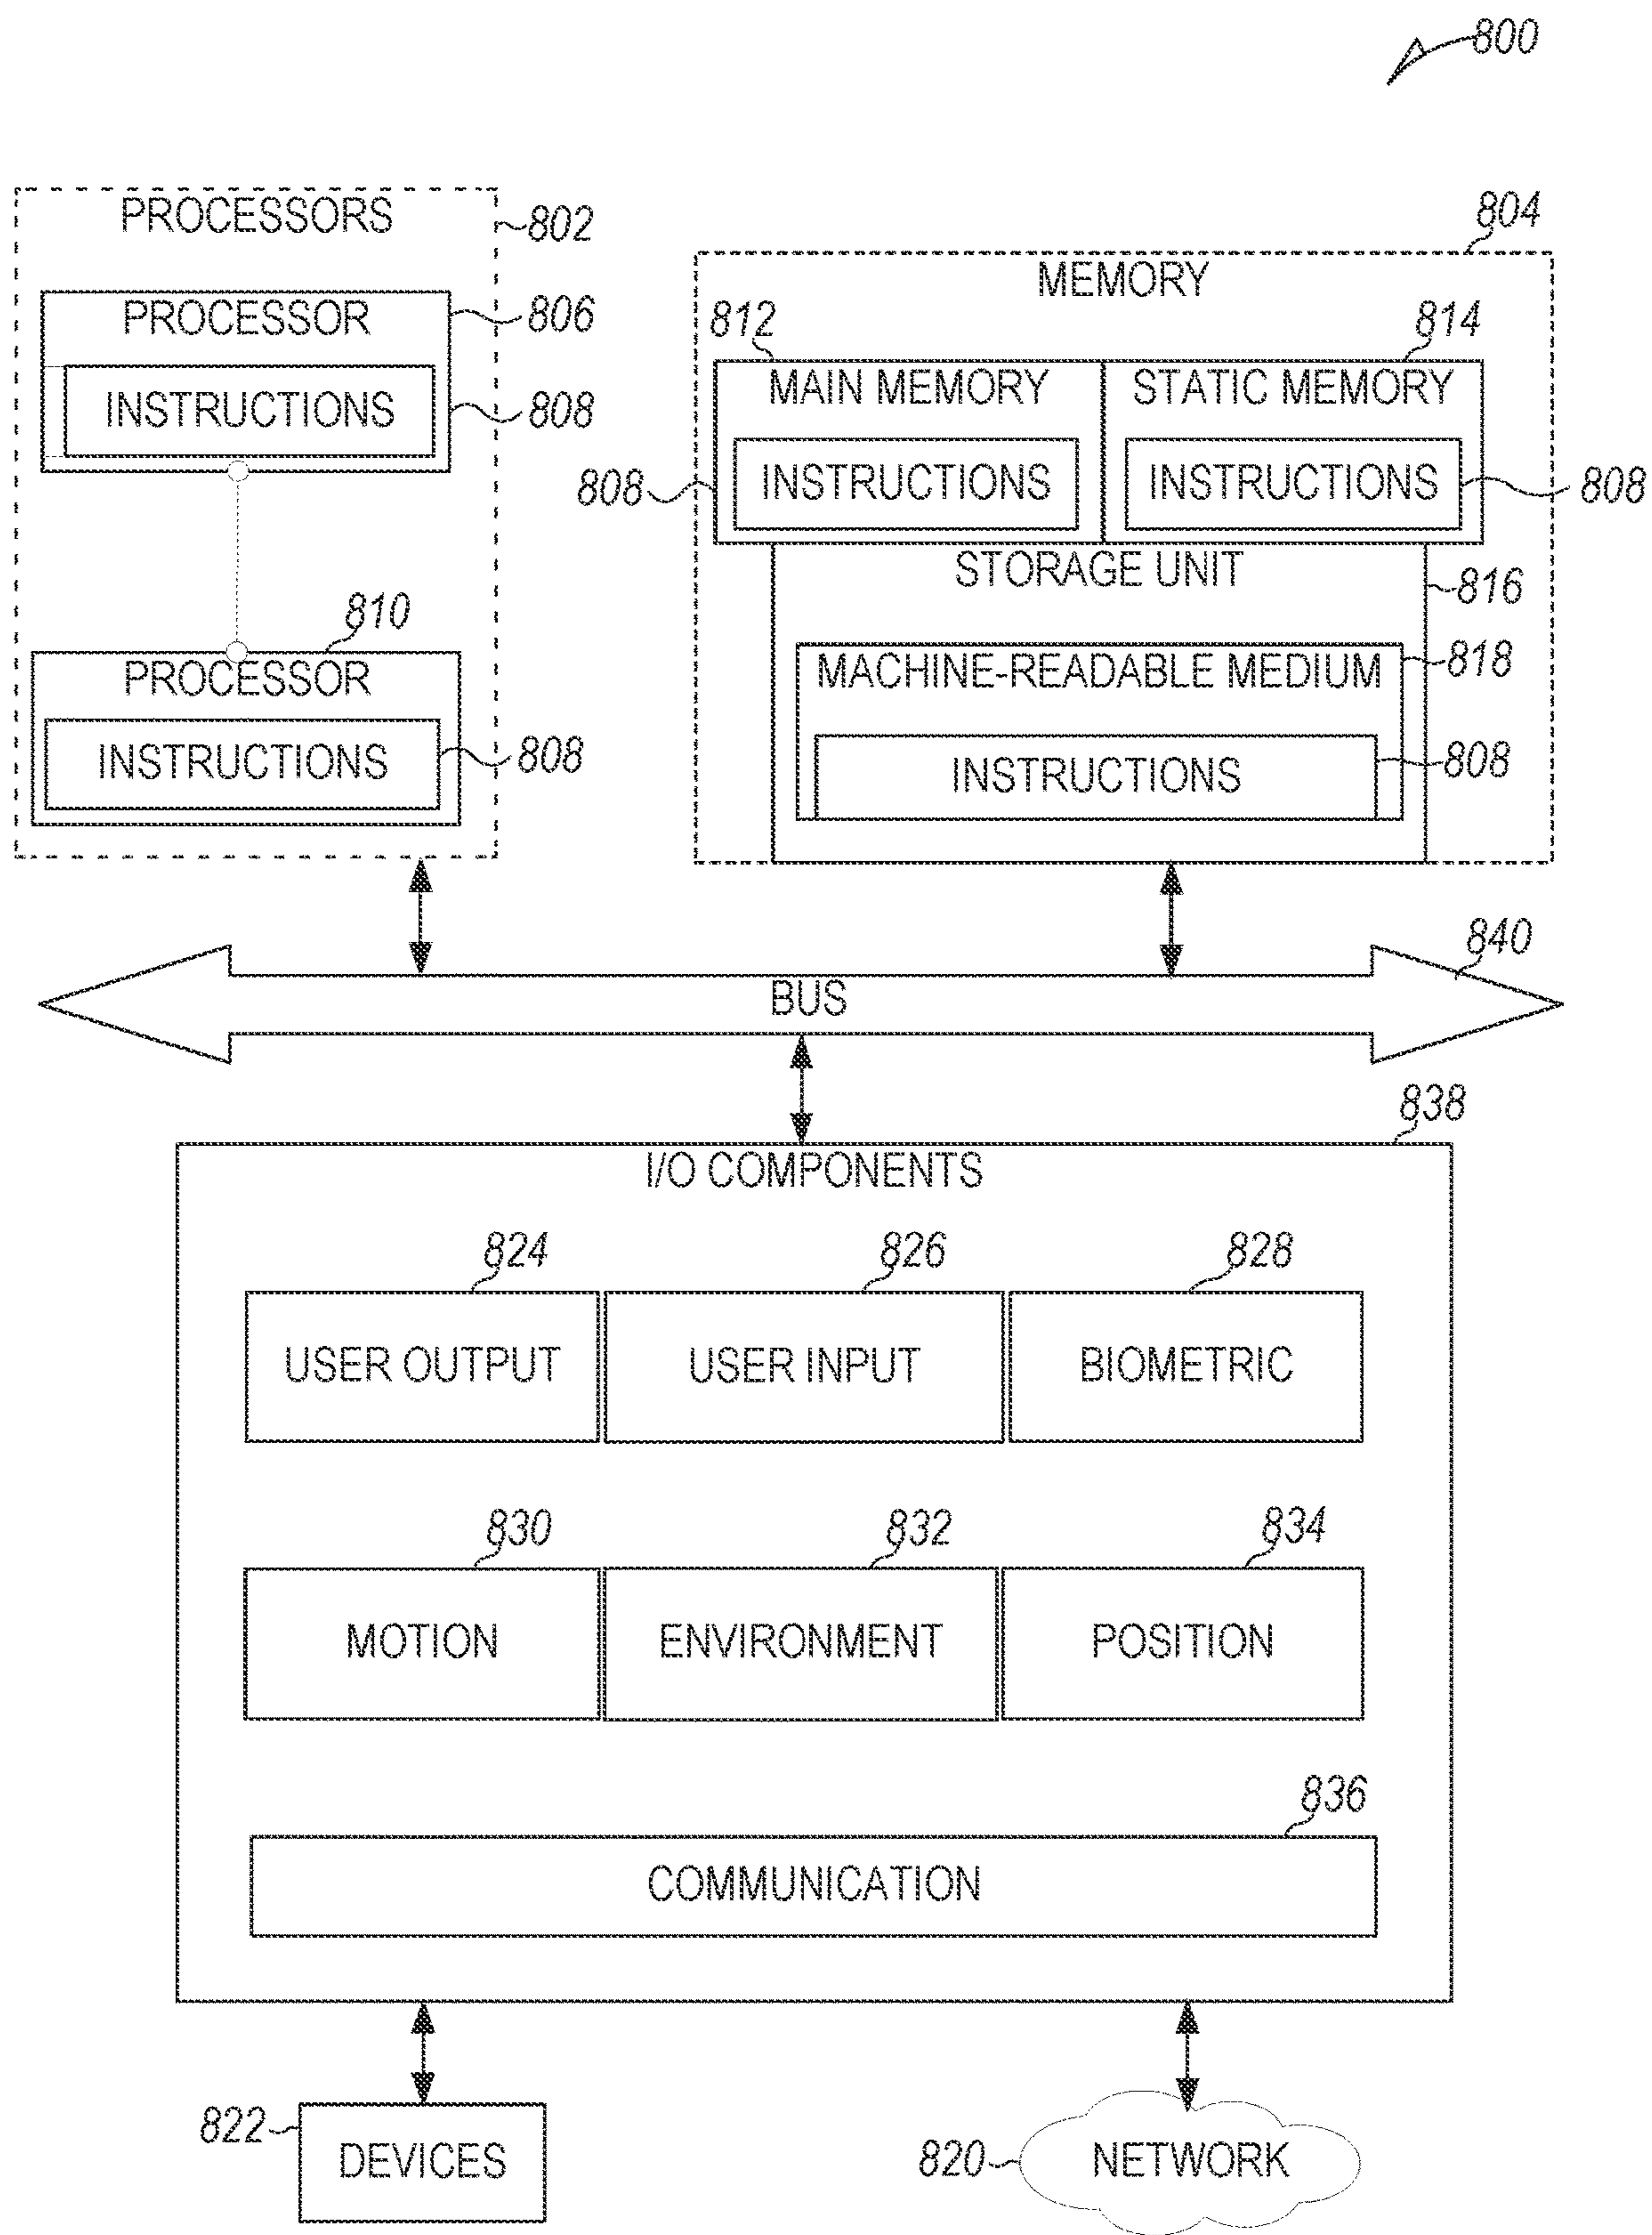 800
PROCESSORS
802
804
MEMORY
PROCESSOR
806
812
814
INSTRUCTIONS
808
MAIN MEMORY
STATIC MEMORY
808
INSTRUCTIONS
INSTRUCTIONS
808
STORAGE UNIT
816
810
PROCESSOR
MACHINE-READABLE MEDIUM
818
INSTRUCTIONS
808
INSTRUCTIONS
808
840
BUS
838
I/O COMPONENTS
824
826
828
USER OUTPUT
USER INPUT
BIOMETRIC
830
832
834
MOTION
ENVIRONMENT
POSITION
836
COMMUNICATION
822
DEVICES
820
NETWORK